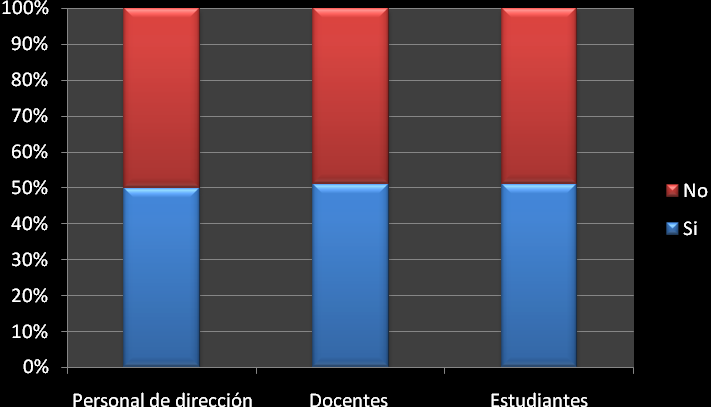 100%
90%
80%
70%
60%
50%
40%
30%
20%
10%
0%
Personal de dirección
Docentes
Estudiantes
No
Si